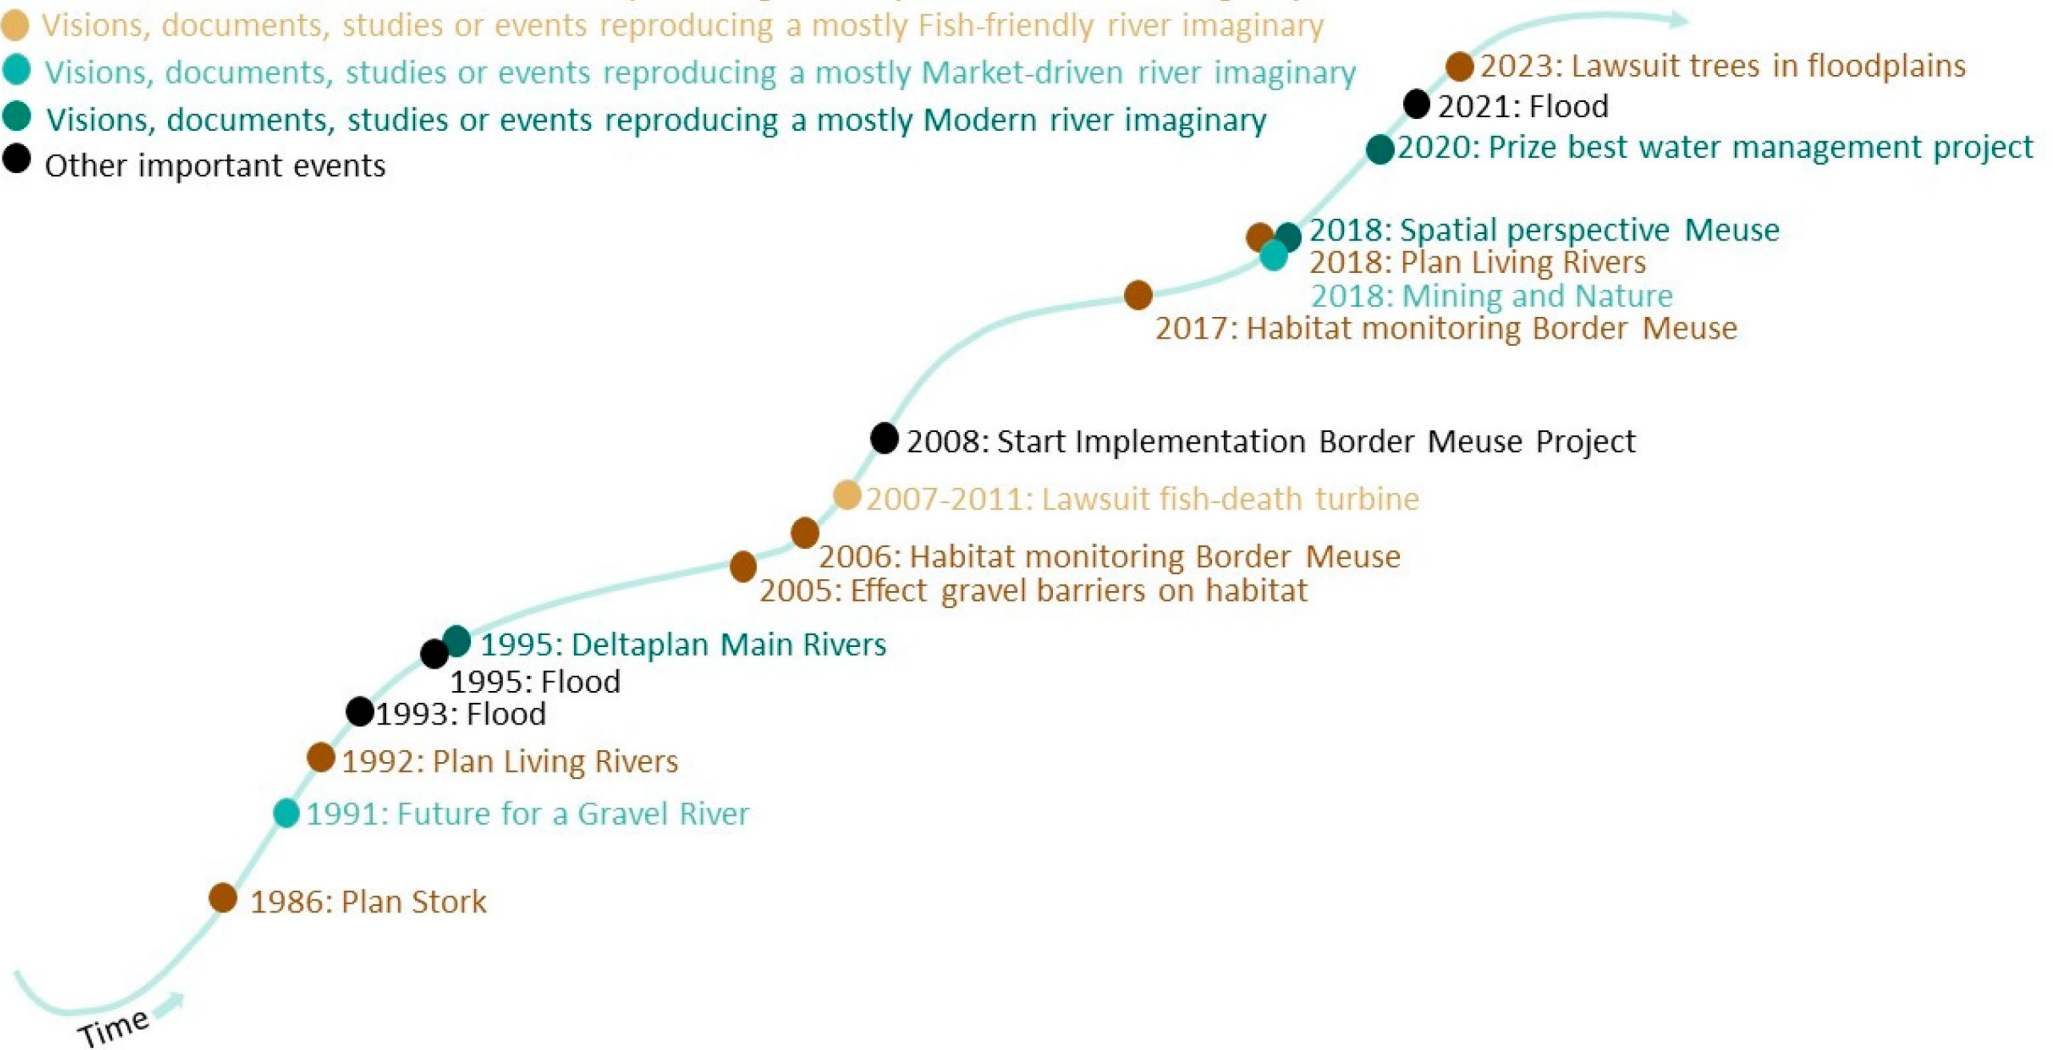 Visions, documents, studies or events reproducing a mostly Fish-friendly river imaginary
Visions, documents, studies or events reproducing a mostly Market-driven river imaginary
Visions, documents, studies or events reproducing a mostly Modern river imaginary
Other important events
2023: Lawsuit trees in floodplains
2021: Flood
2020: Prize best water management project
2018: Spatial perspective Meuse
2018: Plan Living Rivers
2018: Mining and Nature
2017: Habitat monitoring Border Meuse
2008: Start Implementation Border Meuse Project
2007-2011: Lawsuit fish-death turbine
2006: Habitat monitoring Border Meuse
2005: Effect gravel barriers on habitat
1995: Deltaplan Main Rivers
1995: Flood
1993: Flood
1992: Plan Living Rivers
1991: Future for a Gravel River
1986: Plan Stork
Time